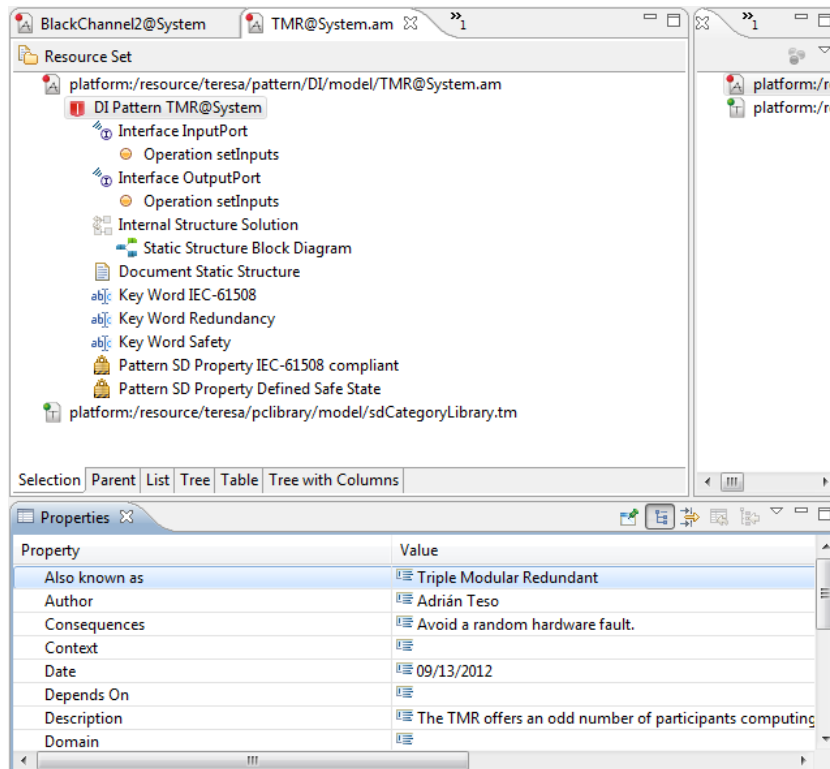 BlackChannel2@System
TMR@System.am
»1
»1
Resource Set
platform:/resource/teresa/pattern/DI/model/TMR@System.am
DI Pattern TMR@System
Interface InputPort
Operation setInputs
Interface OutputPort
Operation setInputs
Internal Structure Solution
Static Structure Block Diagram
Document Static Structure
Key Word IEC-61508
Key Word Redundancy
Key Word Safety
Pattern SD Property IEC-61508 compliant
Pattern SD Property Defined Safe State
platform:/resource/teresa/pclibrary/model/sdCategoryLibrary.tm
platform:/r
platform:/r
Selection Parent List Tree Table Tree with Columns
Properties
Property Value
Also known as Triple Modular Redundant
Author Adrián Teso
Consequences Avoid a random hardware fault.
Context
Date 09/13/2012
Depends On
Description The TMR offers an odd number of participants computing
Domain